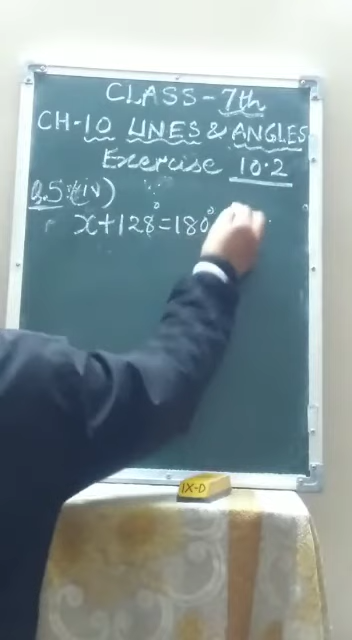 CLASS - 7th
CH-10 LINES & ANGLES
Exercise 10.2
Q.5 (iv)
x+128°=180°
IX-D